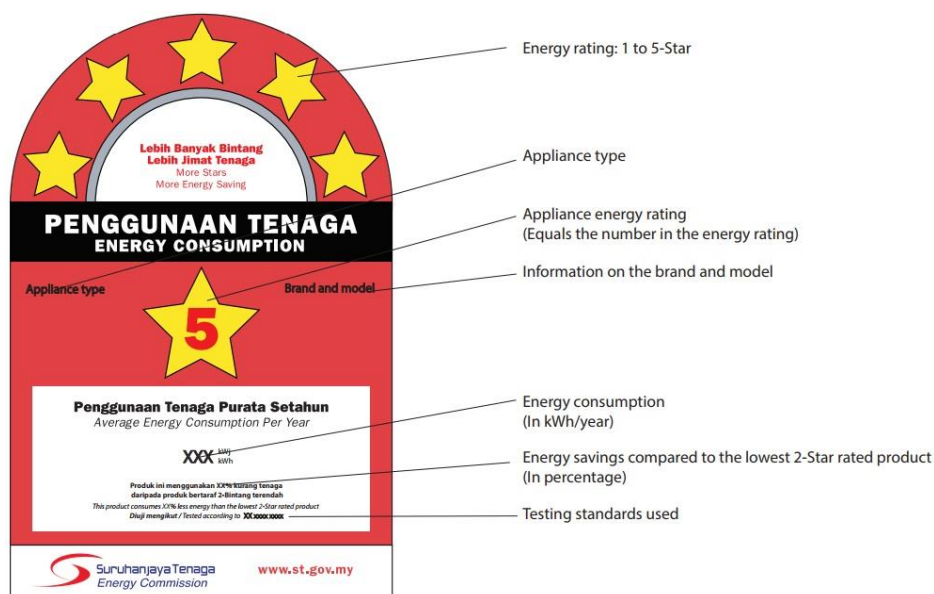 Lebih Banyak Bintang
Lebih Jimat Tenaga
More Stars
More Energy Saving
PENGGUNAAN TENAGA
ENERGY CONSUMPTION
Appliance type
Brand and model
5
Penggunaan Tenaga Purata Setahun
Average Energy Consumption Per Year
XXX kWj
kWh
Produk ini menggunakan XX% kurang tenaga
daripada produk bertaraf 2-Bintang terendah
This product consumes XX% less energy than the lowest 2-Star rated product
Diuji mengikut / Tested according to
Suruhanjaya Tenaga
Energy Commission
www.st.gov.my
Energy rating: 1 to 5-Star
Appliance type
Appliance energy rating
(Equals the number in the energy rating)
Information on the brand and model
Energy consumption
(In kWh/year)
Energy savings compared to the lowest 2-Star rated product
(In percentage)
Testing standards used